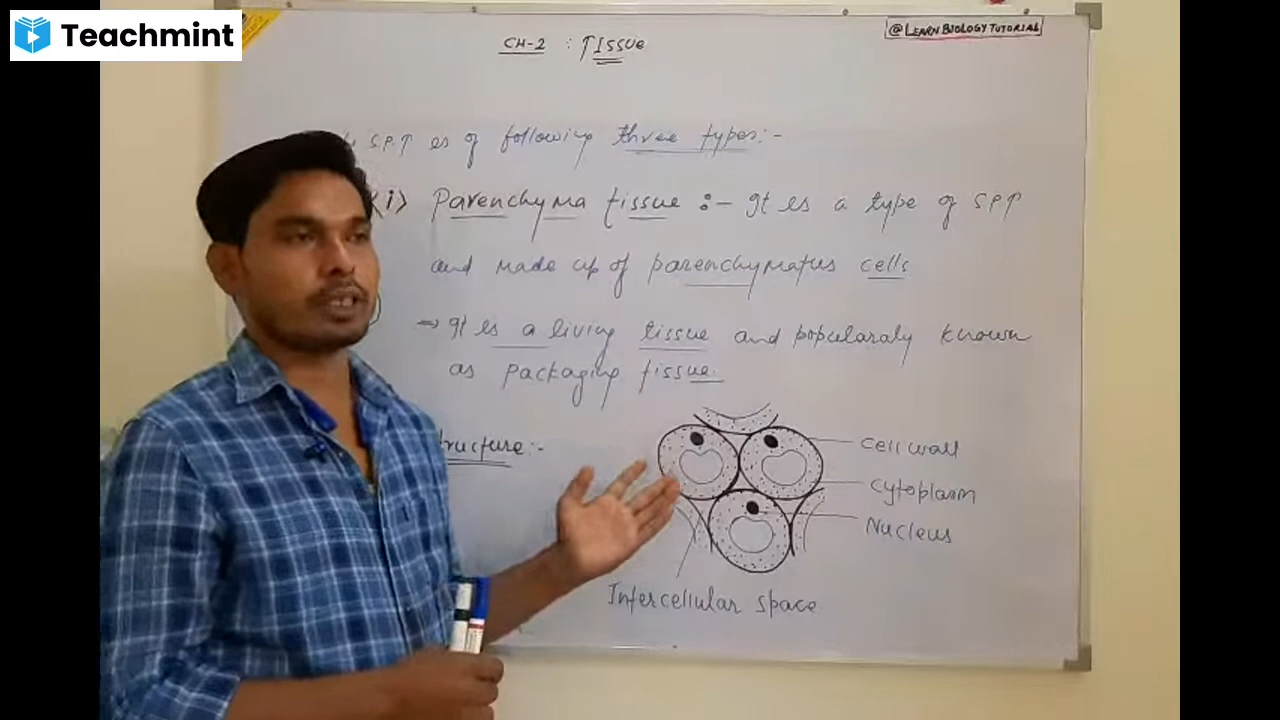 Teachmint
@LEARN BIOLOGY TUTORIAL
CH-2 : TISSUE
S.P.T es of following three types:-
(i) Parenchyma tissue :- It es a type of S.P.T
and made up of parenchymatus cells
⇒ It es a living tissue and popularaly known
as packaging tissue.
tructure:-
Cell wall
Cytoplasm
Nucleus
Intercellular space